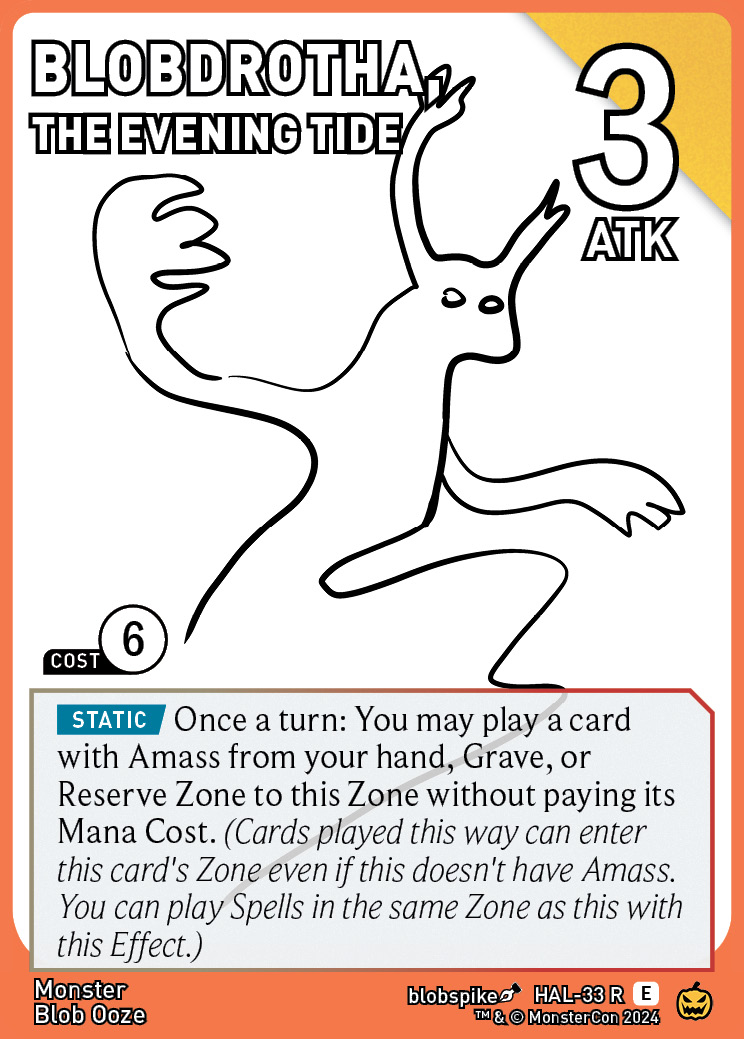 BLOBDROTHA,
THE EVENING TIDE
3
ATK
COST 6
STATIC Once a turn: You may play a card
with Amass from your hand, Grave, or
Reserve Zone to this Zone without paying its
Mana Cost. (Cards played this way can enter
this card's Zone even if this doesn't have Amass.
You can play Spells in the same Zone as this with
this Effect.)
Monster
Blob Ooze
blobspike HAL-33 R E
™ & © MonsterCon 2024